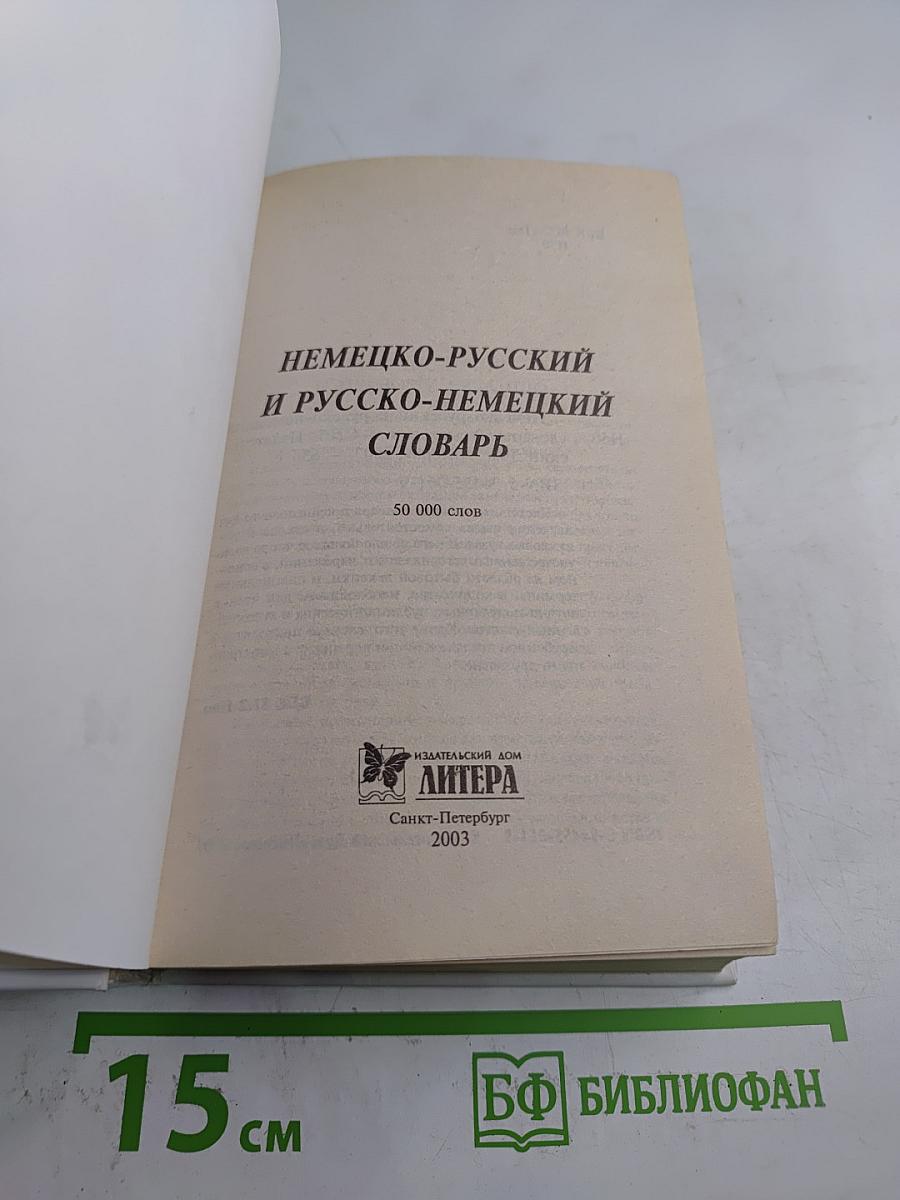 НЕМЕЦКО-РУССКИЙ
И РУССКО-НЕМЕЦКИЙ
СЛОВАРЬ
50 000 слов
ИЗДАТЕЛЬСКИЙ ДОМ
ЛИТЕРА
Санкт-Петербург
2003
15 см
БФ БИБЛИОФАН